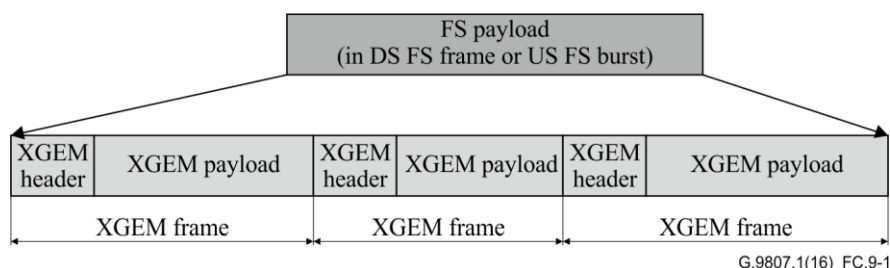 FS payload
(in DS FS frame or US FS burst)
XGEM header
XGEM payload
XGEM header
XGEM payload
XGEM header
XGEM payload
XGEM frame
XGEM frame
XGEM frame
G.9807.1(16)_FC.9-1